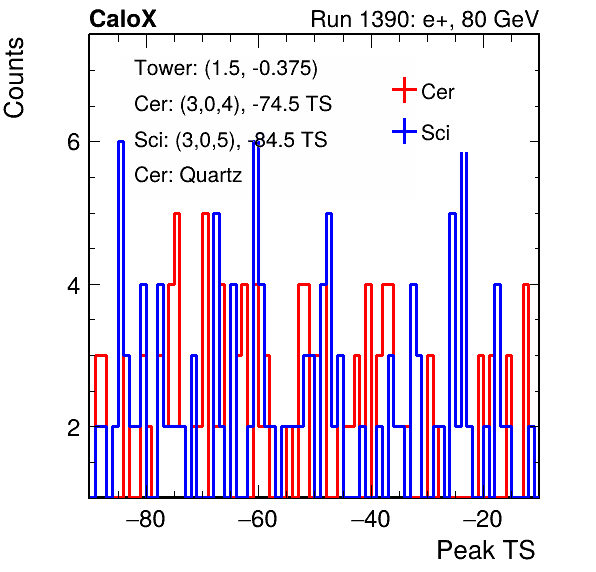 CaloX Run 1390: e+, 80 GeV
Counts
Tower: (1.5, -0.375)
Cer: (3,0,4), -74.5 TS
Sci: (3,0,5), -84.5 TS
Cer: Quartz
Cer
Sci
6
4
2
−80 −60 −40 −20
Peak TS